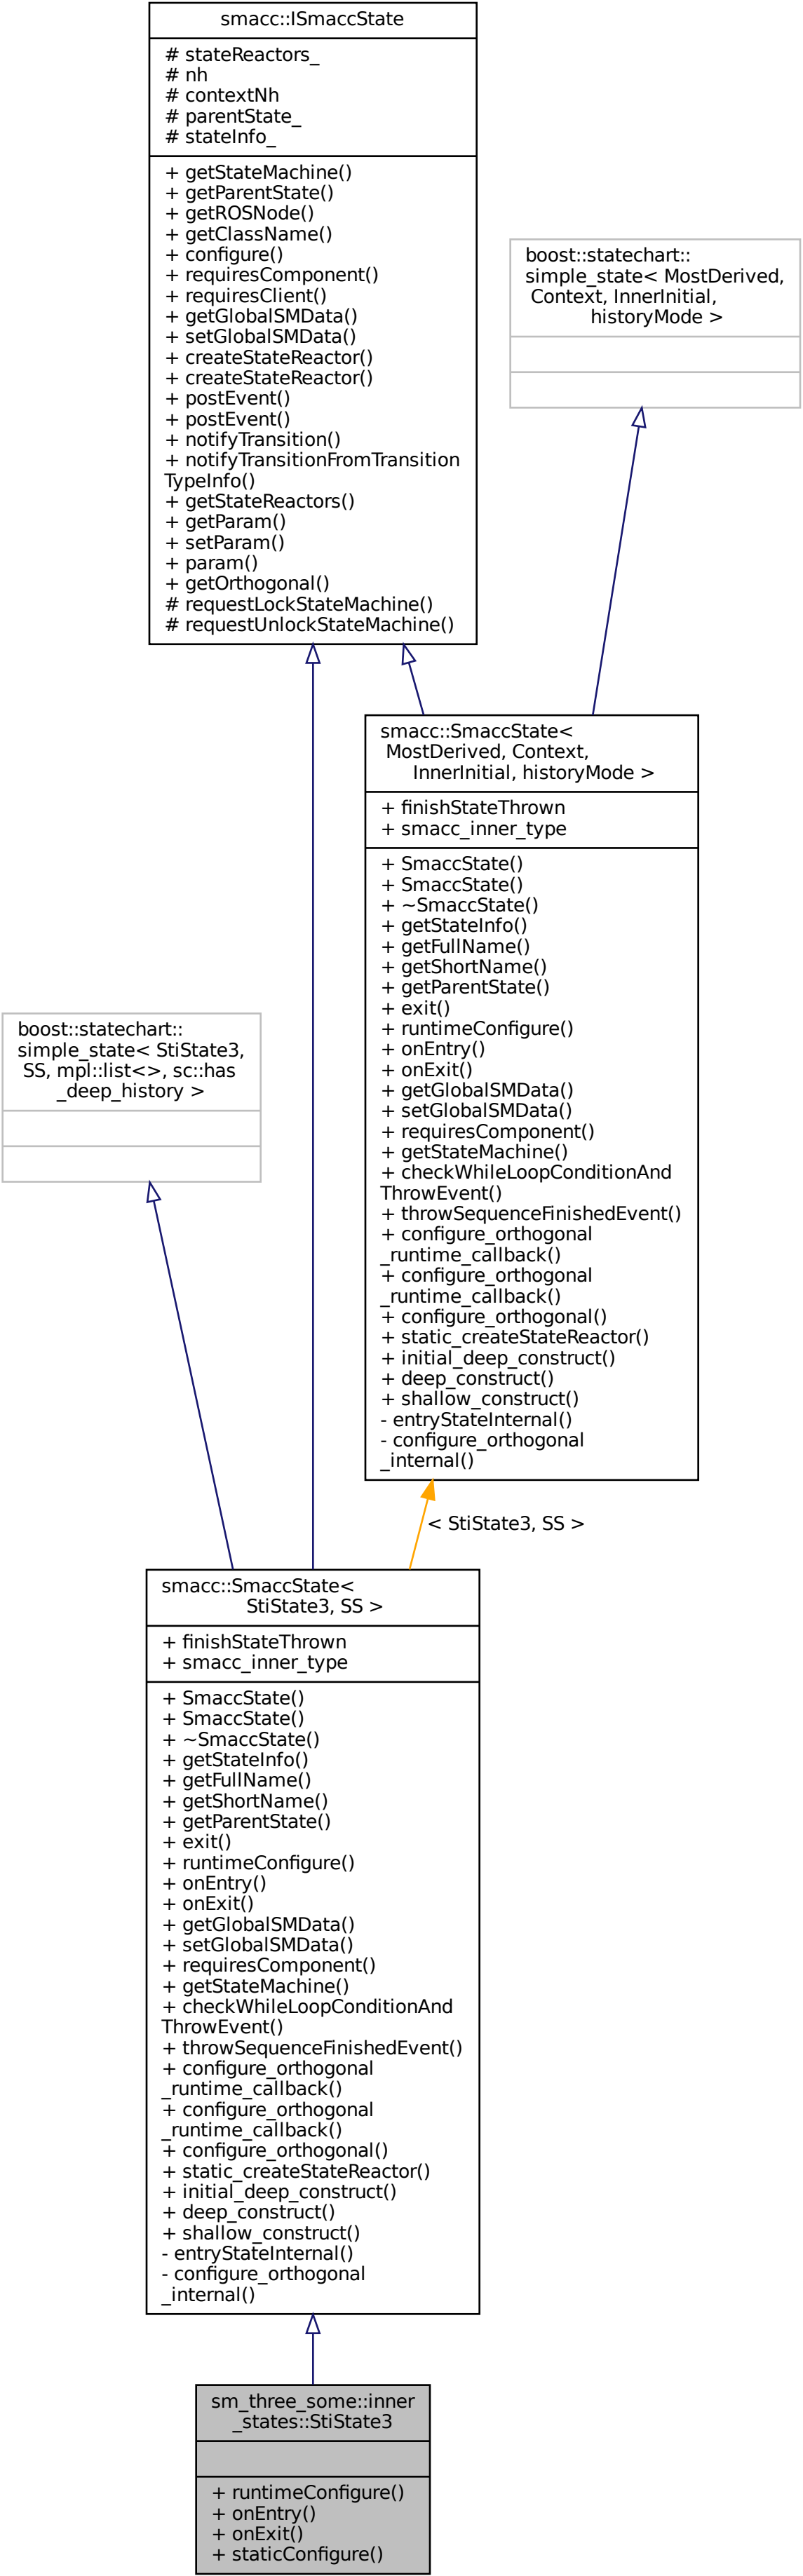 smacc::ISmaccState
# stateReactors_
# nh
# contextNh
# parentState_
# stateInfo_
+ getStateMachine()
+ getParentState()
+ getROSNode()
+ getClassName()
+ configure()
+ requiresComponent()
+ requiresClient()
+ getGlobalSMData()
+ setGlobalSMData()
+ createStateReactor()
+ createStateReactor()
+ postEvent()
+ postEvent()
+ notifyTransition()
+ notifyTransitionFromTransition
TypeInfo()
+ getStateReactors()
+ getParam()
+ setParam()
+ param()
+ getOrthogonal()
# requestLockStateMachine()
# requestUnlockStateMachine()
boost::statechart::
simple_state< MostDerived,
Context, InnerInitial,
historyMode >
smacc::SmaccState<
MostDerived, Context,
InnerInitial, historyMode >
+ finishStateThrown
+ smacc_inner_type
+ SmaccState()
+ SmaccState()
+ ~SmaccState()
+ getStateInfo()
+ getFullName()
+ getShortName()
+ getParentState()
+ exit()
+ runtimeConfigure()
+ onEntry()
+ onExit()
+ getGlobalSMData()
+ setGlobalSMData()
+ requiresComponent()
+ getStateMachine()
+ checkWhileLoopConditionAnd
ThrowEvent()
+ throwSequenceFinishedEvent()
+ configure_orthogonal
_runtime_callback()
+ configure_orthogonal
_runtime_callback()
+ configure_orthogonal()
+ static_createStateReactor()
+ initial_deep_construct()
+ deep_construct()
+ shallow_construct()
- entryStateInternal()
- configure_orthogonal
_internal()
boost::statechart::
simple_state< StiState3,
SS, mpl::list<>, sc::has
_deep_history >
< StiState3, SS >
smacc::SmaccState<
StiState3, SS >
+ finishStateThrown
+ smacc_inner_type
+ SmaccState()
+ SmaccState()
+ ~SmaccState()
+ getStateInfo()
+ getFullName()
+ getShortName()
+ getParentState()
+ exit()
+ runtimeConfigure()
+ onEntry()
+ onExit()
+ getGlobalSMData()
+ setGlobalSMData()
+ requiresComponent()
+ getStateMachine()
+ checkWhileLoopConditionAnd
ThrowEvent()
+ throwSequenceFinishedEvent()
+ configure_orthogonal
_runtime_callback()
+ configure_orthogonal
_runtime_callback()
+ configure_orthogonal()
+ static_createStateReactor()
+ initial_deep_construct()
+ deep_construct()
+ shallow_construct()
- entryStateInternal()
- configure_orthogonal
_internal()
sm_three_some::inner
_states::StiState3
+ runtimeConfigure()
+ onEntry()
+ onExit()
+ staticConfigure()